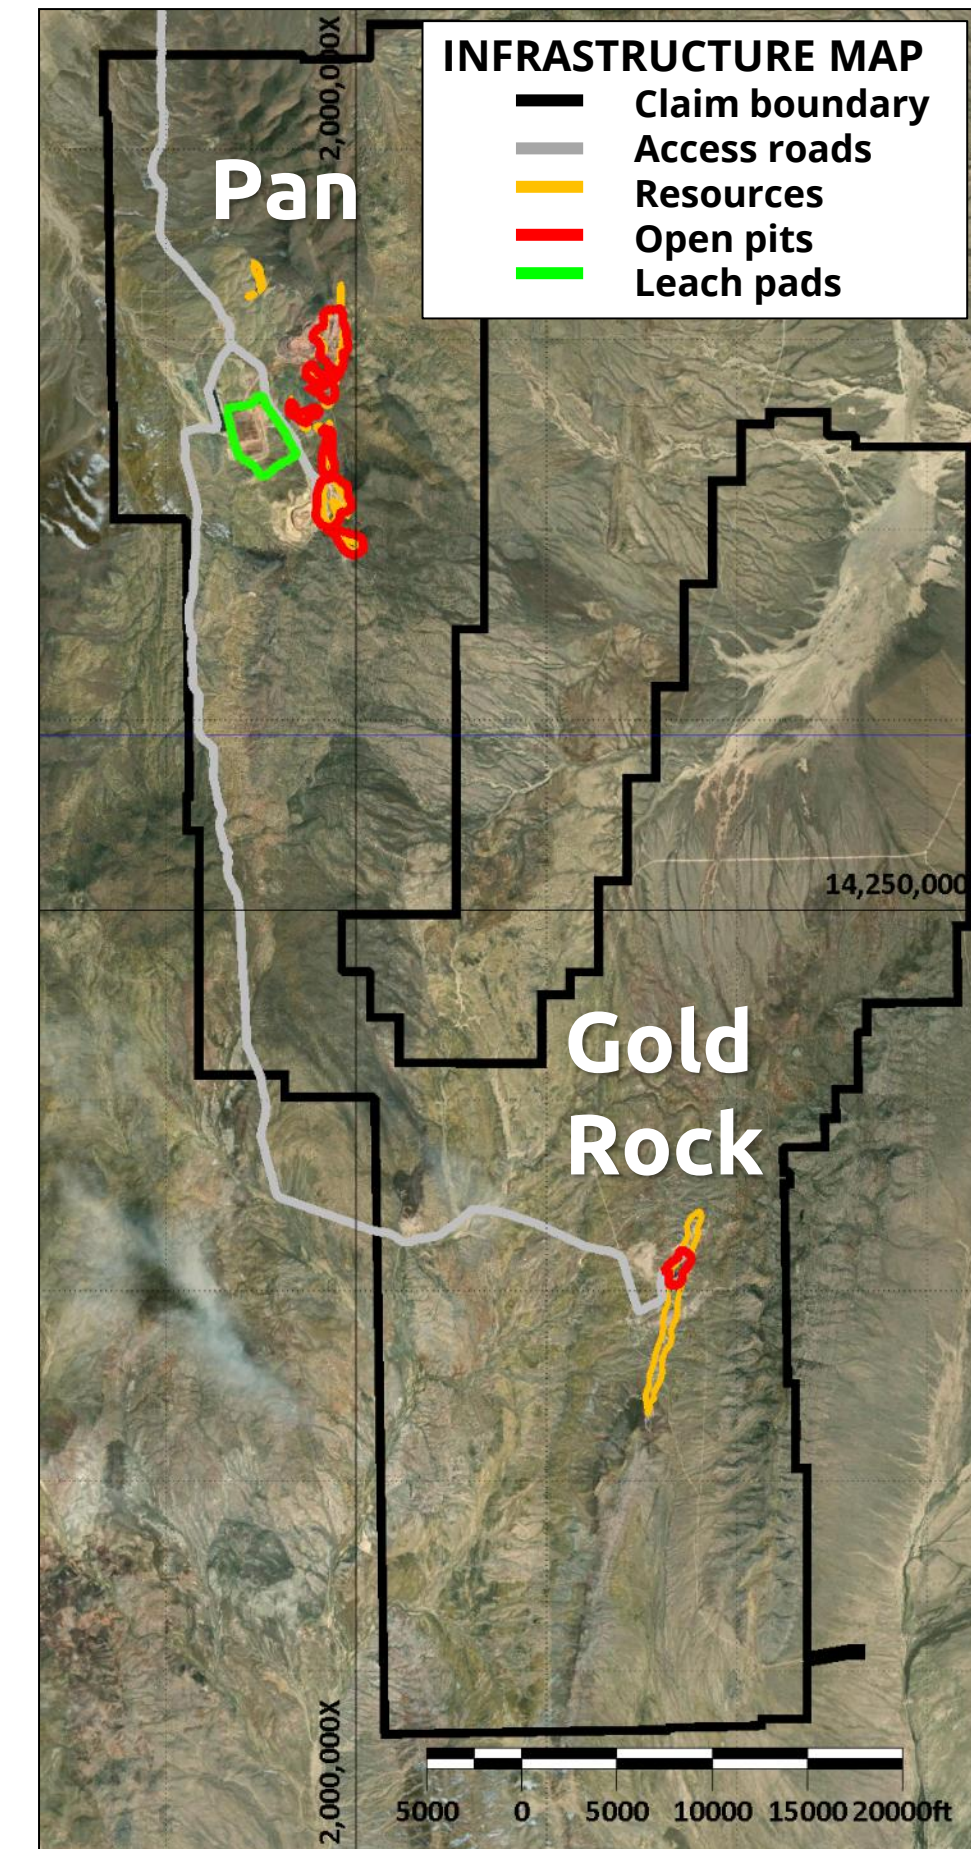 INFRASTRUCTURE MAP
Claim boundary
Access roads
Resources
Open pits
Leach pads
2,000,000X
Pan
14,250,000
Gold
Rock
2,000,000X
5000 0 5000 10000 15000 20000ft